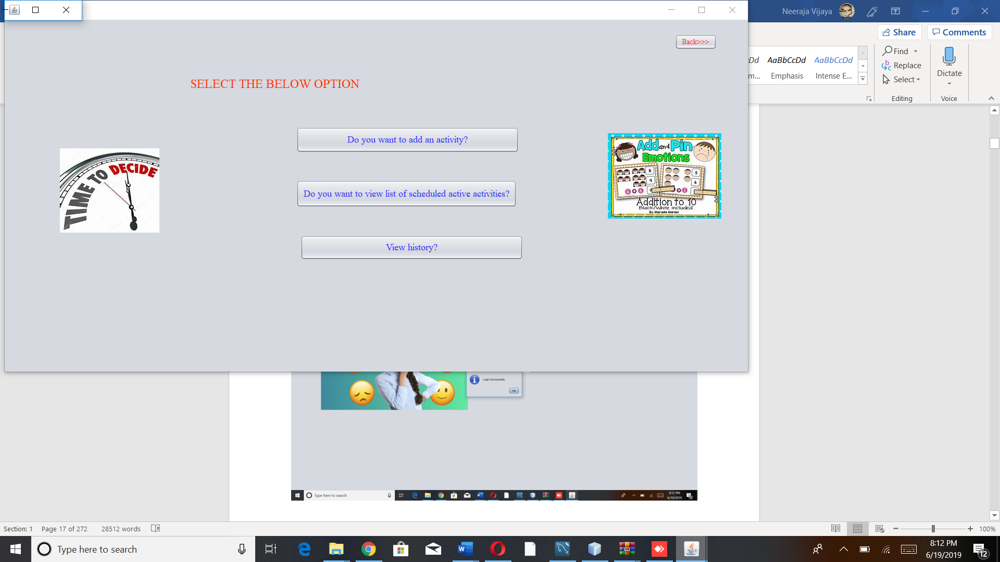 Neeraja Vijaya
Share
Comments
Back>>>
Dd
AaBbCcDd
AaBbCcDd
m...
Emphasis
Intense E...
Find
Replace
Select
Editing
Dictate
Voice
SELECT THE BELOW OPTION
Do you want to add an activity?
Do you want to view list of scheduled active activities?
View history?
TIME TO DECIDE
Add and Pin
Emotions
8
9
5
6
4 + 6
+ 2
Addition to 10
Black/White included
By: Marcelle Mariani
Login Successfully
OK
Type here to search
8:12 PM
6/19/2019
12
Section: 1
Page 17 of 272
28512 words
100%
Type here to search
8:12 PM
6/19/2019
12